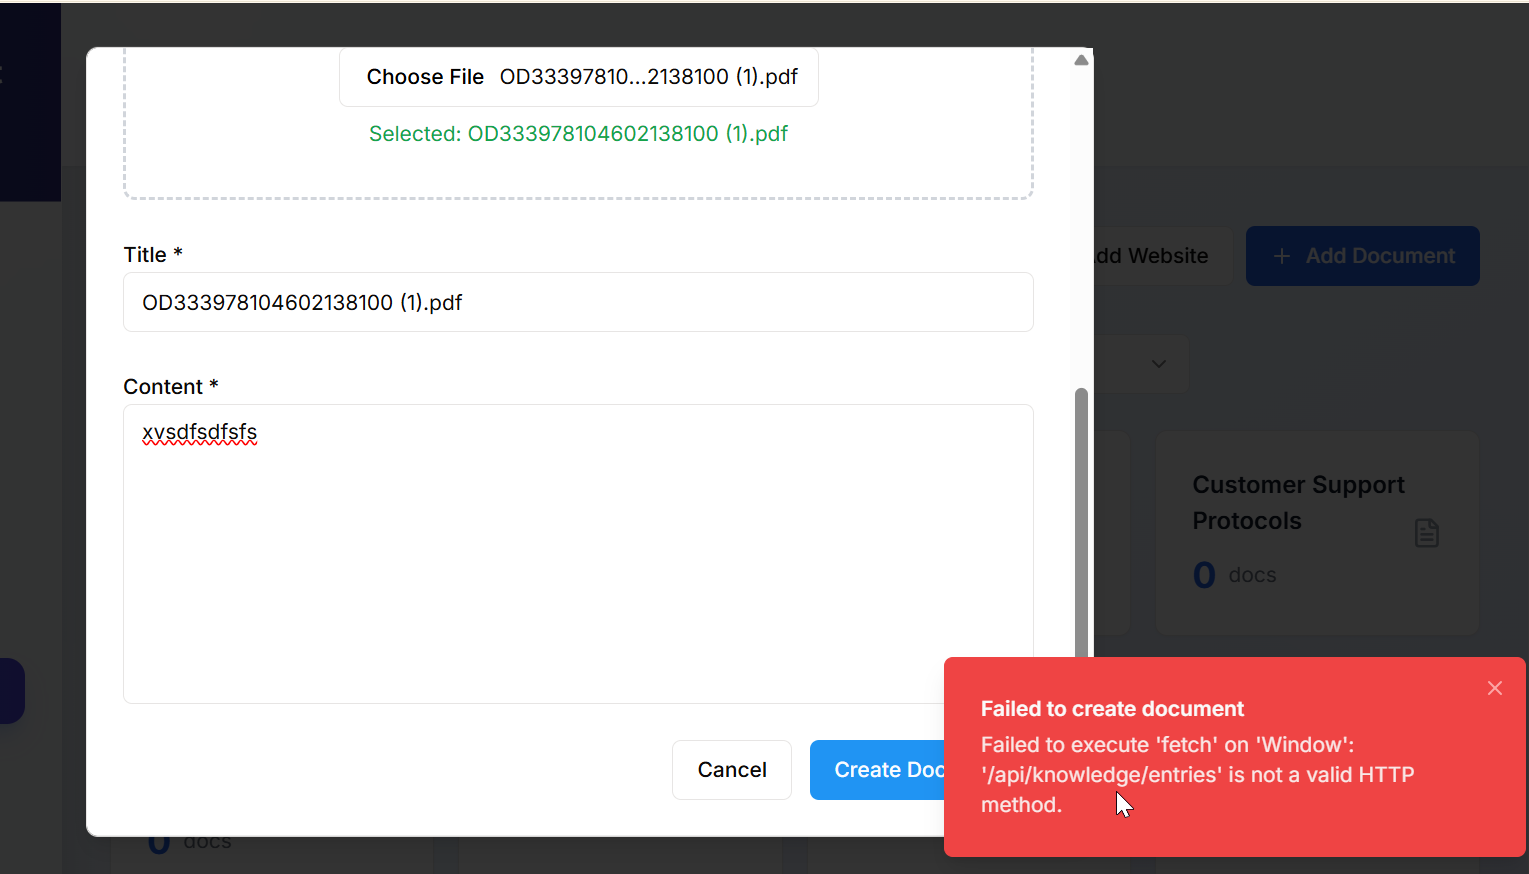 Choose File OD33397810...2138100 (1).pdf
Selected: OD333978104602138100 (1).pdf
Title *
OD333978104602138100 (1).pdf
Content *
xvsdfsdfsfs
Cancel
Create Doc
dd Website
+ Add Document
Customer Support
Protocols
0 docs
Failed to create document
Failed to execute 'fetch' on 'Window':
'/api/knowledge/entries' is not a valid HTTP
method.
0 docs